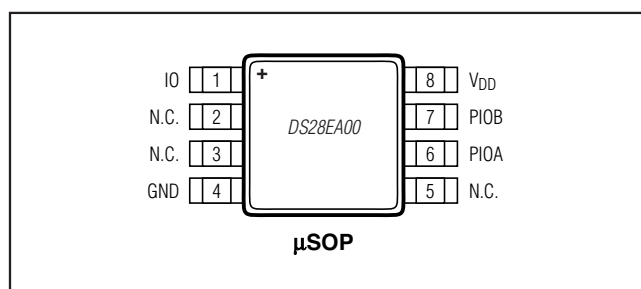 IO 1 + 8 VDD
N.C. 2 DS28EA00 7 PIOB
N.C. 3 6 PIOA
GND 4 5 N.C.
µSOP